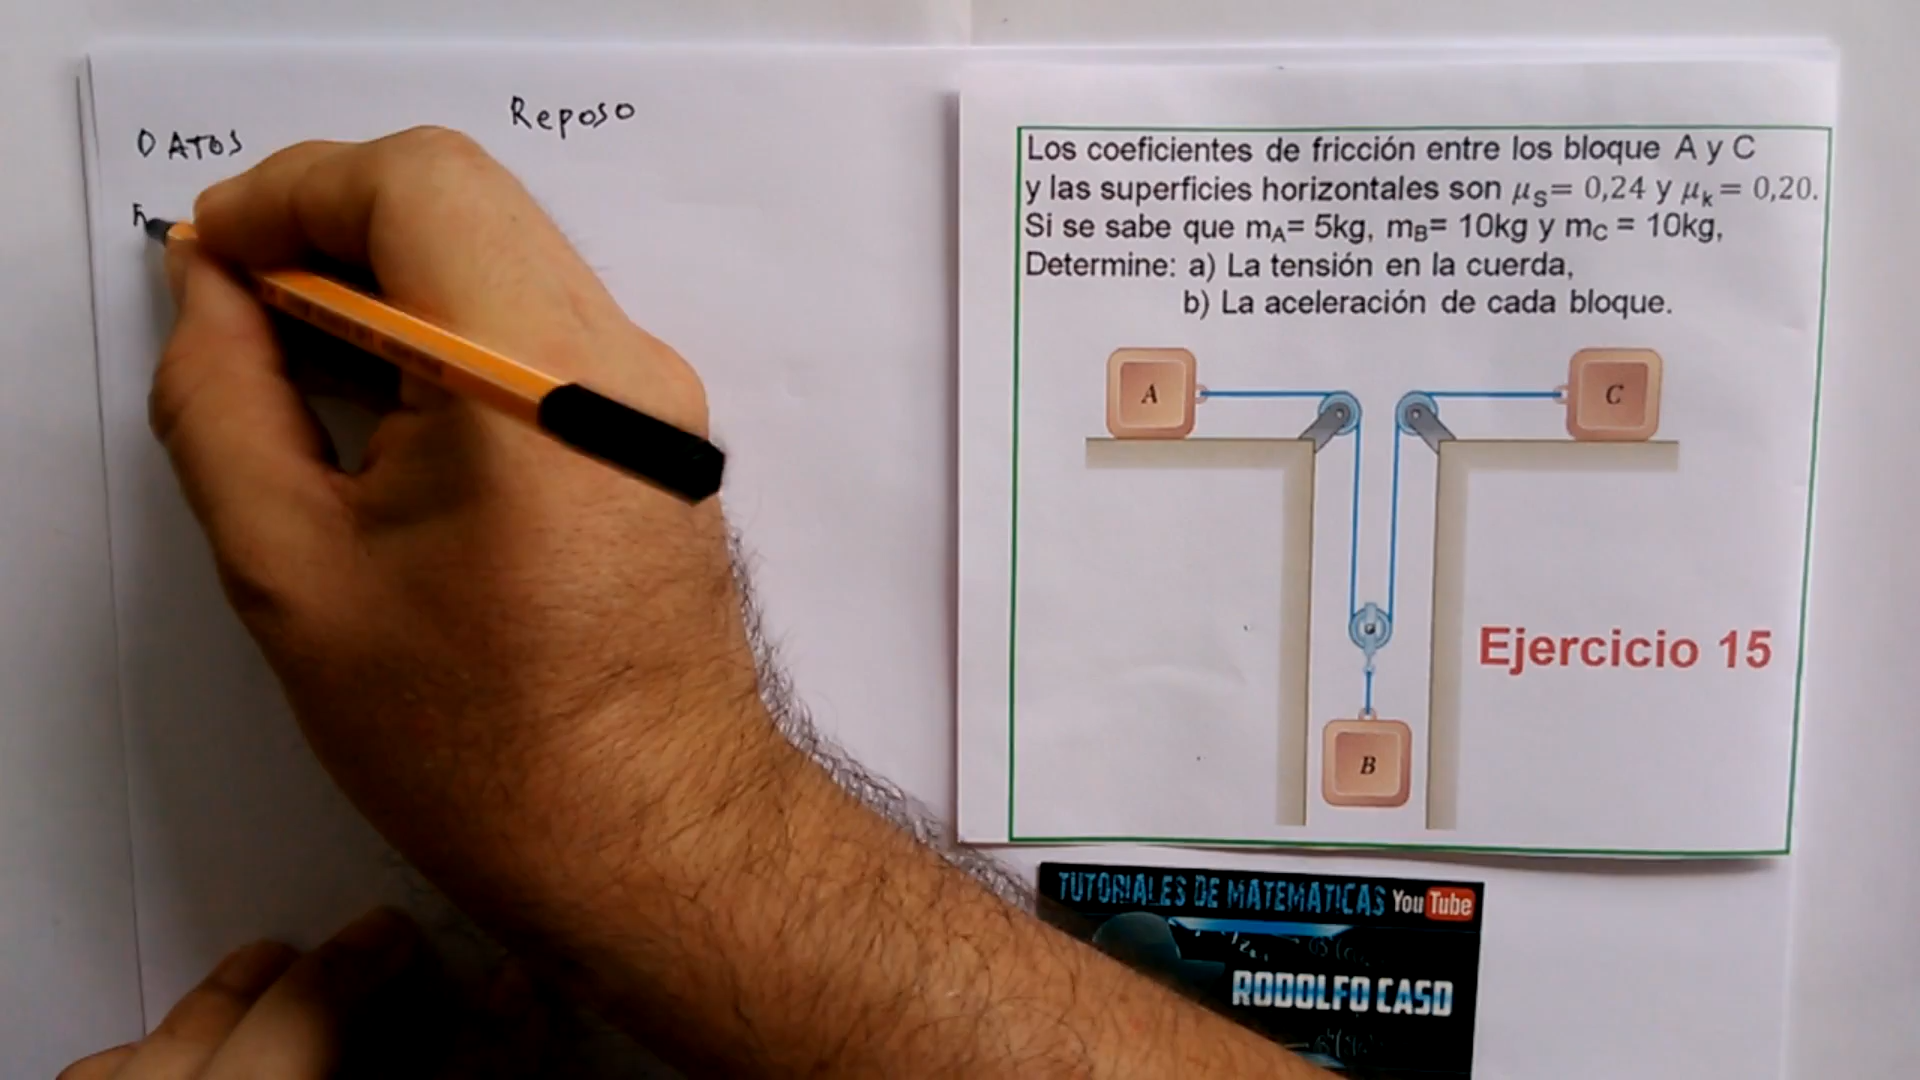 Reposo
DATOS
Los coeficientes de fricción entre los bloque A y C
y las superficies horizontales son μS= 0,24 y μk= 0,20.
Si se sabe que mA= 5kg, mB= 10kg y mC = 10kg,
Determine: a) La tensión en la cuerda,
b) La aceleración de cada bloque.
A
C
Ejercicio 15
B
TUTORIALES DE MATEMATICAS YouTube
RODOLFO CASO